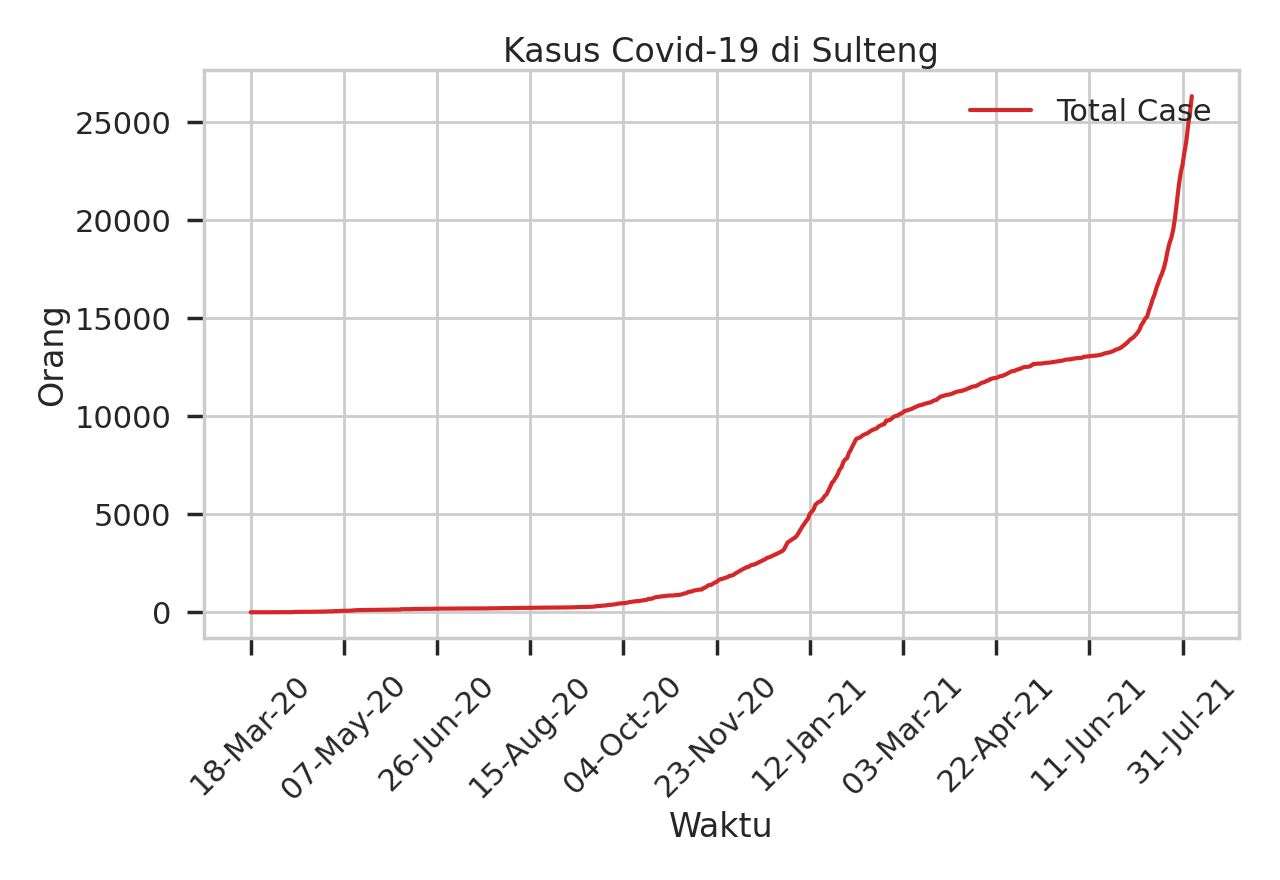 Kasus Covid-19 di Sulteng
Total Case
Orang
25000
20000
15000
10000
5000
0
18-Mar-20
07-May-20
26-Jun-20
15-Aug-20
04-Oct-20
23-Nov-20
12-Jan-21
03-Mar-21
22-Apr-21
11-Jun-21
31-Jul-21
Waktu